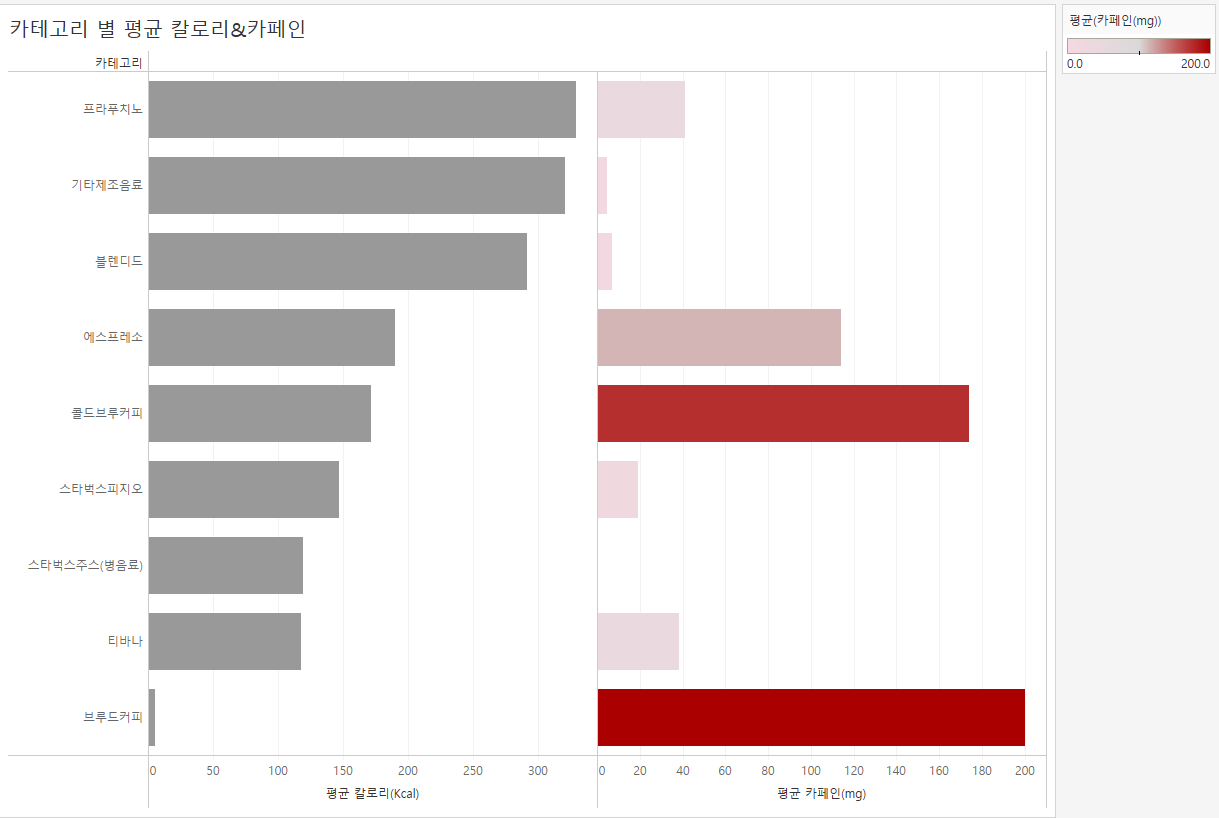 카테고리 별 평균 칼로리&카페인
평균(카페인(mg))
0.0 200.0
카테고리
프라푸치노
기타제조음료
블렌디드
에스프레소
콜드브루커피
스타벅스피지오
스타벅스주스(병음료)
티바나
브루드커피
0 50 100 150 200 250 300 0 20 40 60 80 100 120 140 160 180 200
평균 칼로리(Kcal) 평균 카페인(mg)